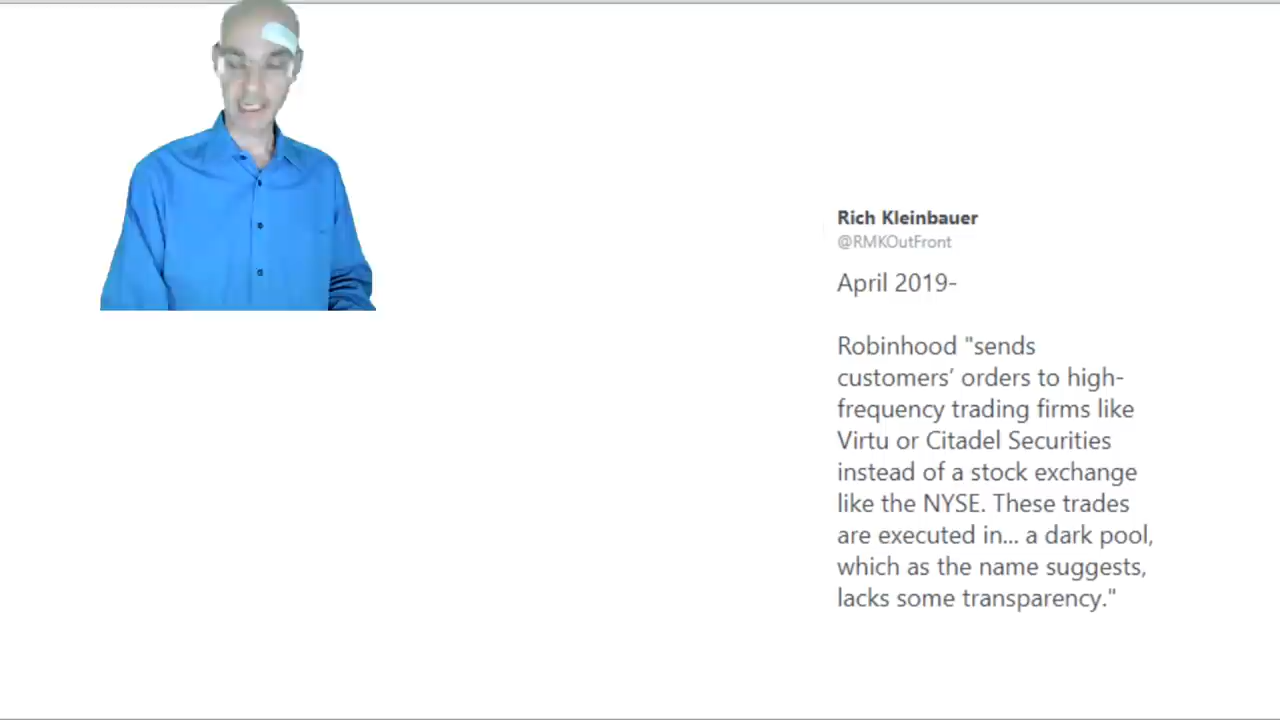 Rich Kleinbauer
@RMKOutFront
April 2019-
Robinhood "sends
customers’ orders to high-
frequency trading firms like
Virtu or Citadel Securities
instead of a stock exchange
like the NYSE. These trades
are executed in... a dark pool,
which as the name suggests,
lacks some transparency."